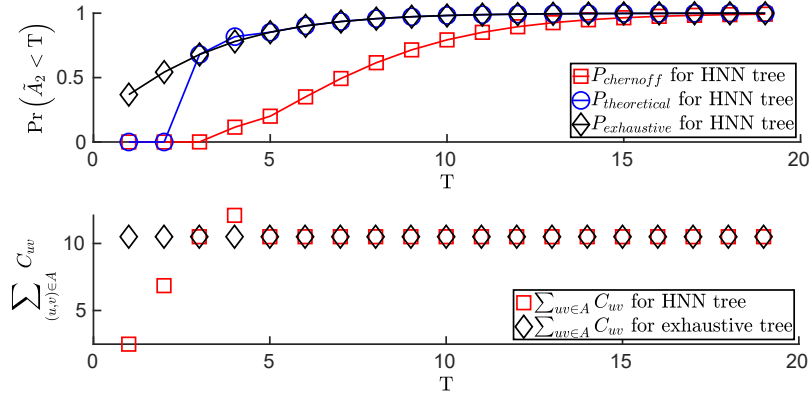 1
0.5
0
Pr (Ã₂ < T)
0 5 10 15 20
T
P_chernoff for HNN tree
P_theoretical for HNN tree
P_exhaustive for HNN tree
10
5
∑_(u,v)∈A C_uv
0 5 10 15 20
T
∑_uv∈A C_uv for HNN tree
∑_uv∈A C_uv for exhaustive tree